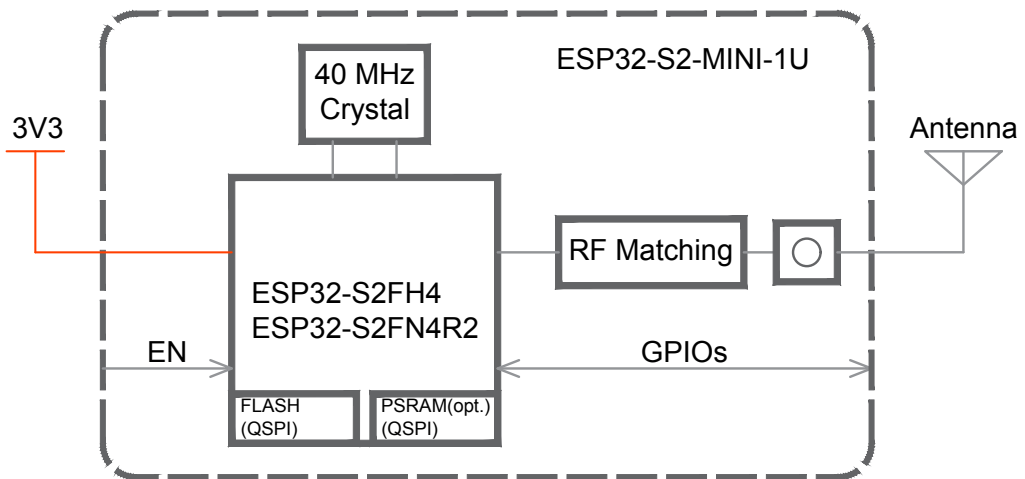 ESP32-S2-MINI-1U
40 MHz
Crystal
3V3
Antenna
RF Matching
ESP32-S2FH4
ESP32-S2FN4R2
EN
GPIOs
FLASH
(QSPI)
PSRAM(opt.)
(QSPI)